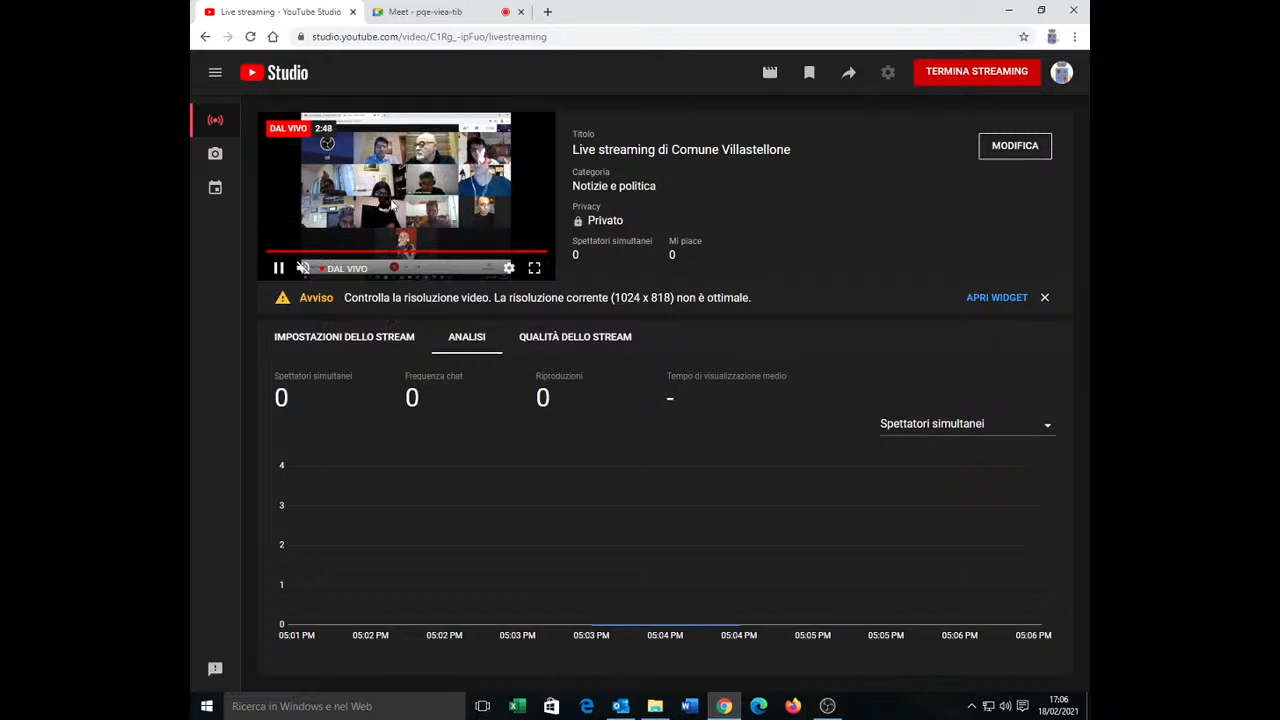 Live streaming - YouTube Studio
Meet - pqe-viea-tib
studio.youtube.com/video/C1Rg_-ipFuo/livestreaming
Studio
TERMINA STREAMING
DAL VIVO 2:48
DAL VIVO
Titolo
Live streaming di Comune Villastellone
MODIFICA
Categoria
Notizie e politica
Privacy
Privato
Spettatori simultanei Mi piace
0 0
Avviso Controlla la risoluzione video. La risoluzione corrente (1024 x 818) non è ottimale.
APRI WIDGET
IMPOSTAZIONI DELLO STREAM ANALISI QUALITÀ DELLO STREAM
Spettatori simultanei Frequenza chat Riproduzioni Tempo di visualizzazione medio
0 0 0 -
Spettatori simultanei
4
3
2
1
0
05:01 PM 05:02 PM 05:02 PM 05:03 PM 05:03 PM 05:04 PM 05:04 PM 05:05 PM 05:05 PM 05:06 PM 05:06 PM
Ricerca in Windows e nel Web
17:06
18/02/2021